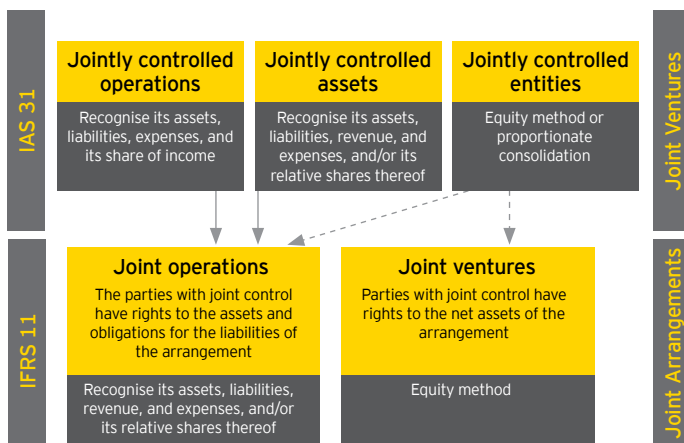 IAS 31
Jointly controlled
operations
Recognise its assets,
liabilities, expenses, and
its share of income
Jointly controlled
assets
Recognise its assets,
liabilities, revenue, and
expenses, and/or its
relative shares thereof
Jointly controlled
entities
Equity method or
proportionate
consolidation
Joint Ventures
IFRS 11
Joint operations
The parties with joint control
have rights to the assets and
obligations for the liabilities of
the arrangement
Recognise its assets, liabilities,
revenue, and expenses, and/or
its relative shares thereof
Joint ventures
Parties with joint control have
rights to the net assets of the
arrangement
Equity method
Joint Arrangements